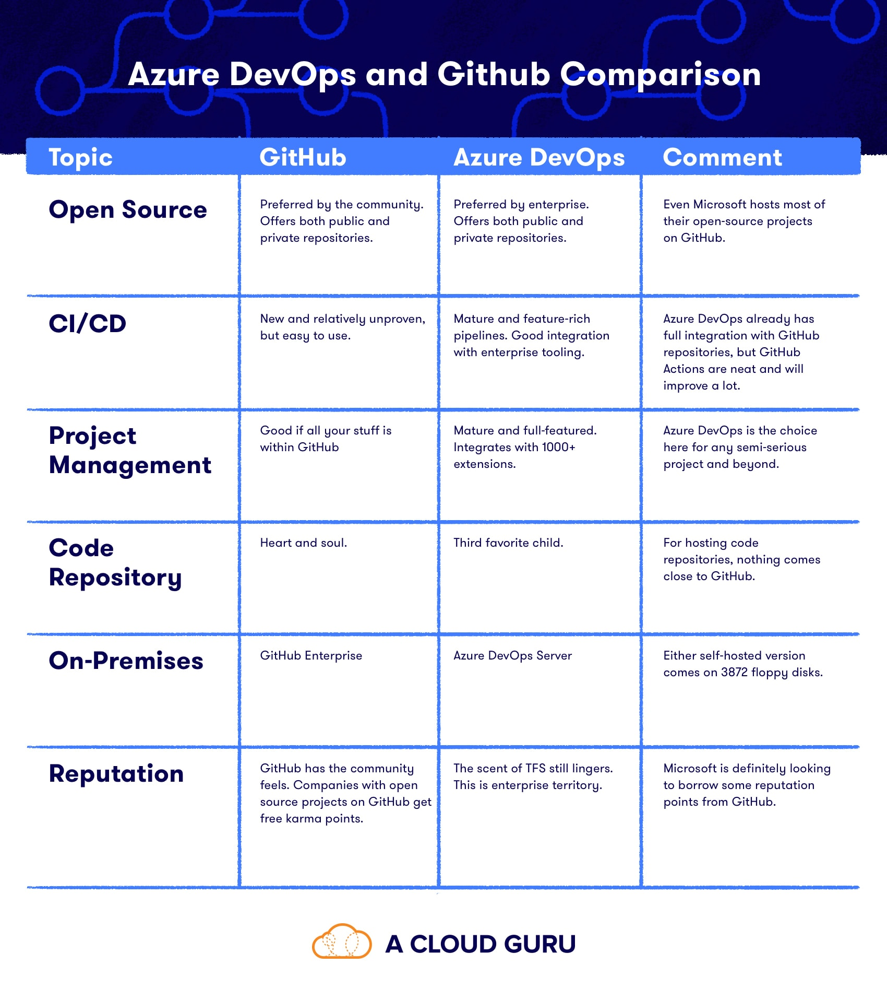 Azure DevOps and Github Comparison
Topic
GitHub
Azure DevOps
Comment
Open Source
Preferred by the community.
Offers both public and
private repositories.
Preferred by enterprise.
Offers both public and
private repositories.
Even Microsoft hosts most of
their open-source projects
on GitHub.
CI/CD
New and relatively unproven,
but easy to use.
Mature and feature-rich
pipelines. Good integration
with enterprise tooling.
Azure DevOps already has
full integration with GitHub
repositories, but GitHub
Actions are neat and will
improve a lot.
Project
Management
Good if all your stuff is
within GitHub
Mature and full-featured.
Integrates with 1000+
extensions.
Azure DevOps is the choice
here for any semi-serious
project and beyond.
Code
Repository
Heart and soul.
Third favorite child.
For hosting code
repositories, nothing comes
close to GitHub.
On-Premises
GitHub Enterprise
Azure DevOps Server
Either self-hosted version
comes on 3872 floppy disks.
Reputation
GitHub has the community
feels. Companies with open
source projects on GitHub get
free karma points.
The scent of TFS still lingers.
This is enterprise territory.
Microsoft is definitely looking
to borrow some reputation
points from GitHub.
A CLOUD GURU